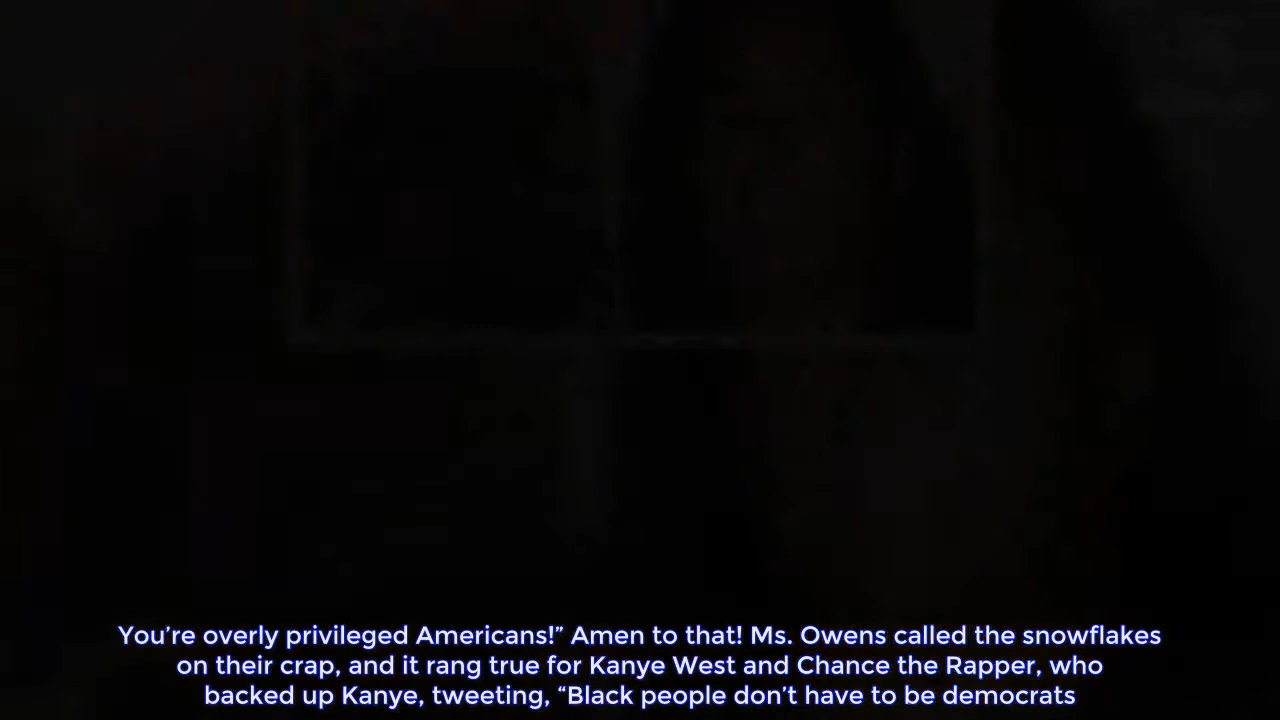 You’re overly privileged Americans!” Amen to that! Ms. Owens called the snowflakes
on their crap, and it rang true for Kanye West and Chance the Rapper, who
backed up Kanye, tweeting, “Black people don’t have to be democrats